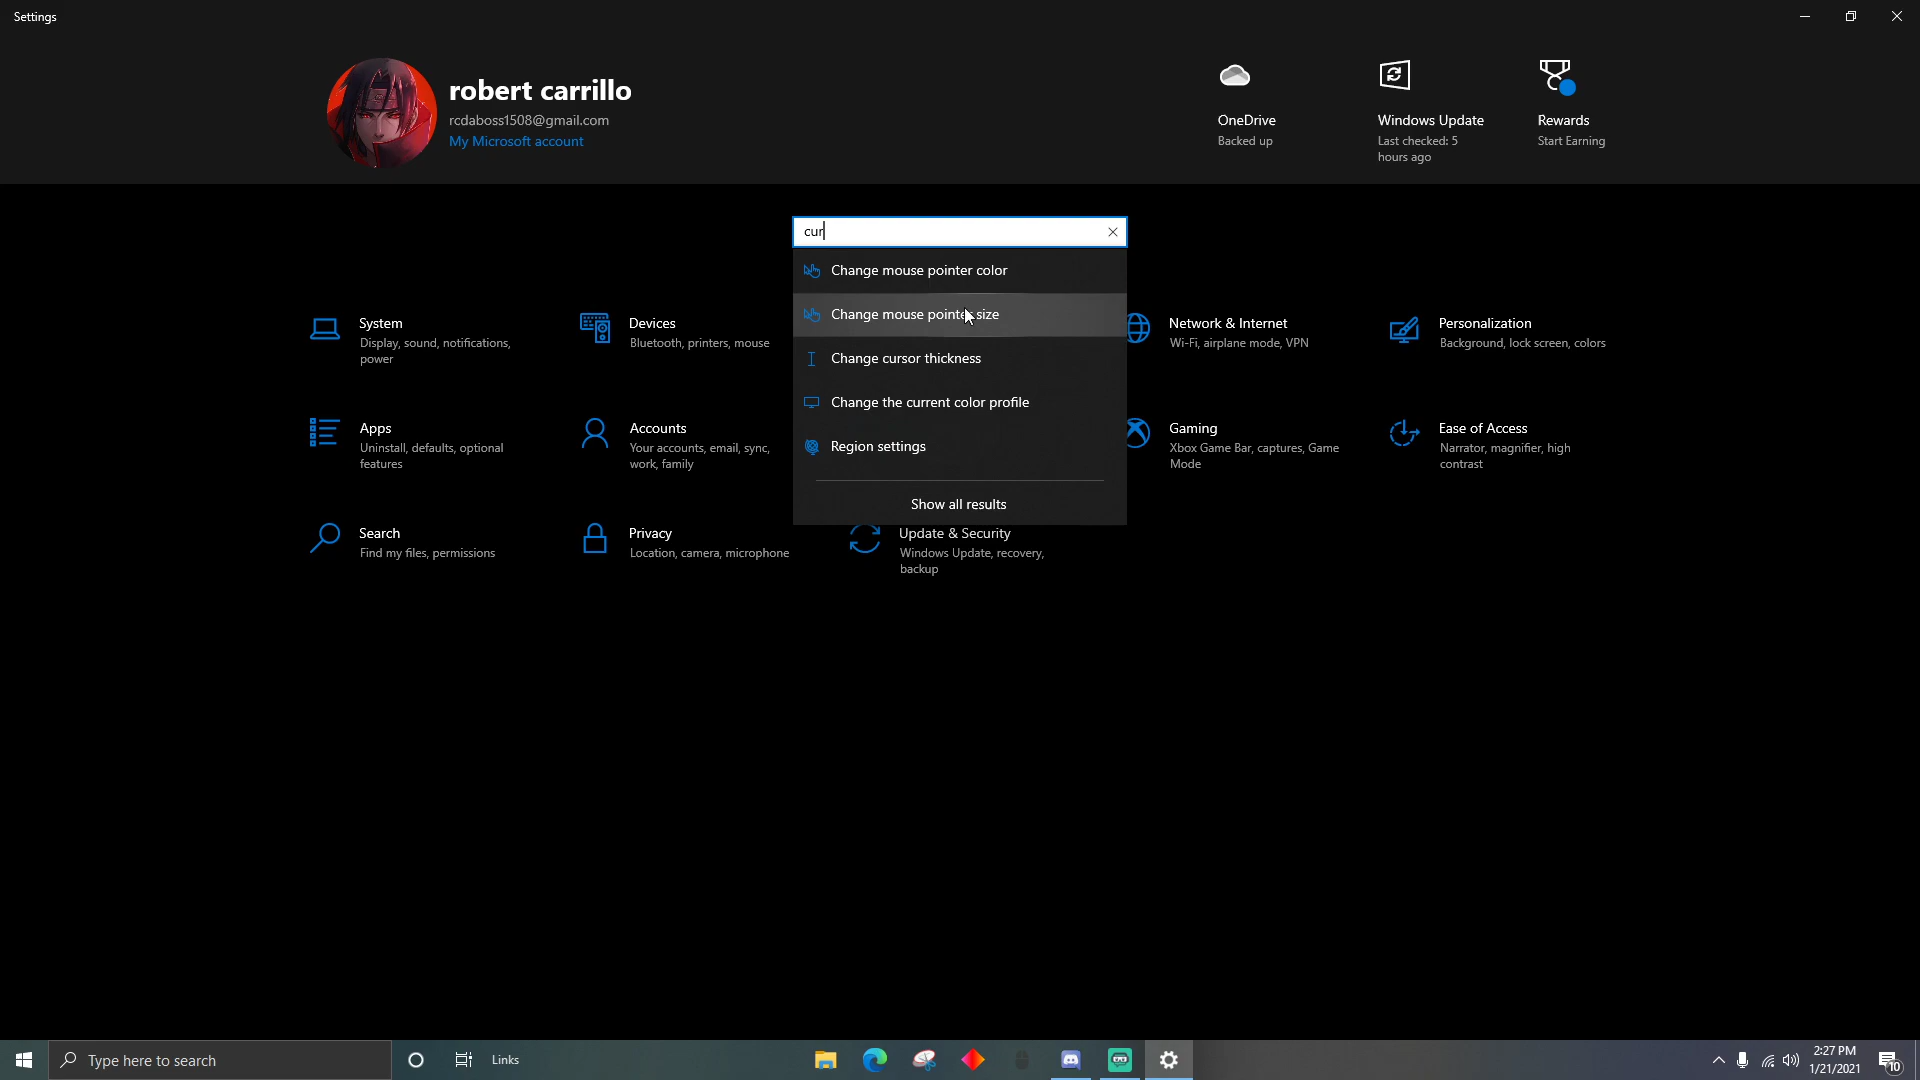 Settings
robert carrillo
rcdaboss1508@gmail.com
My Microsoft account
OneDrive
Backed up
Windows Update
Last checked: 5
hours ago
Rewards
Start Earning
cur
Change mouse pointer color
Change mouse pointer size
Change cursor thickness
Change the current color profile
Region settings
Show all results
System
Display, sound, notifications,
power
Devices
Bluetooth, printers, mouse
Network & Internet
Wi-Fi, airplane mode, VPN
Personalization
Background, lock screen, colors
Apps
Uninstall, defaults, optional
features
Accounts
Your accounts, email, sync,
work, family
Gaming
Xbox Game Bar, captures, Game
Mode
Ease of Access
Narrator, magnifier, high
contrast
Search
Find my files, permissions
Privacy
Location, camera, microphone
Update & Security
Windows Update, recovery,
backup
Type here to search
Links
2:27 PM
1/21/2021
10